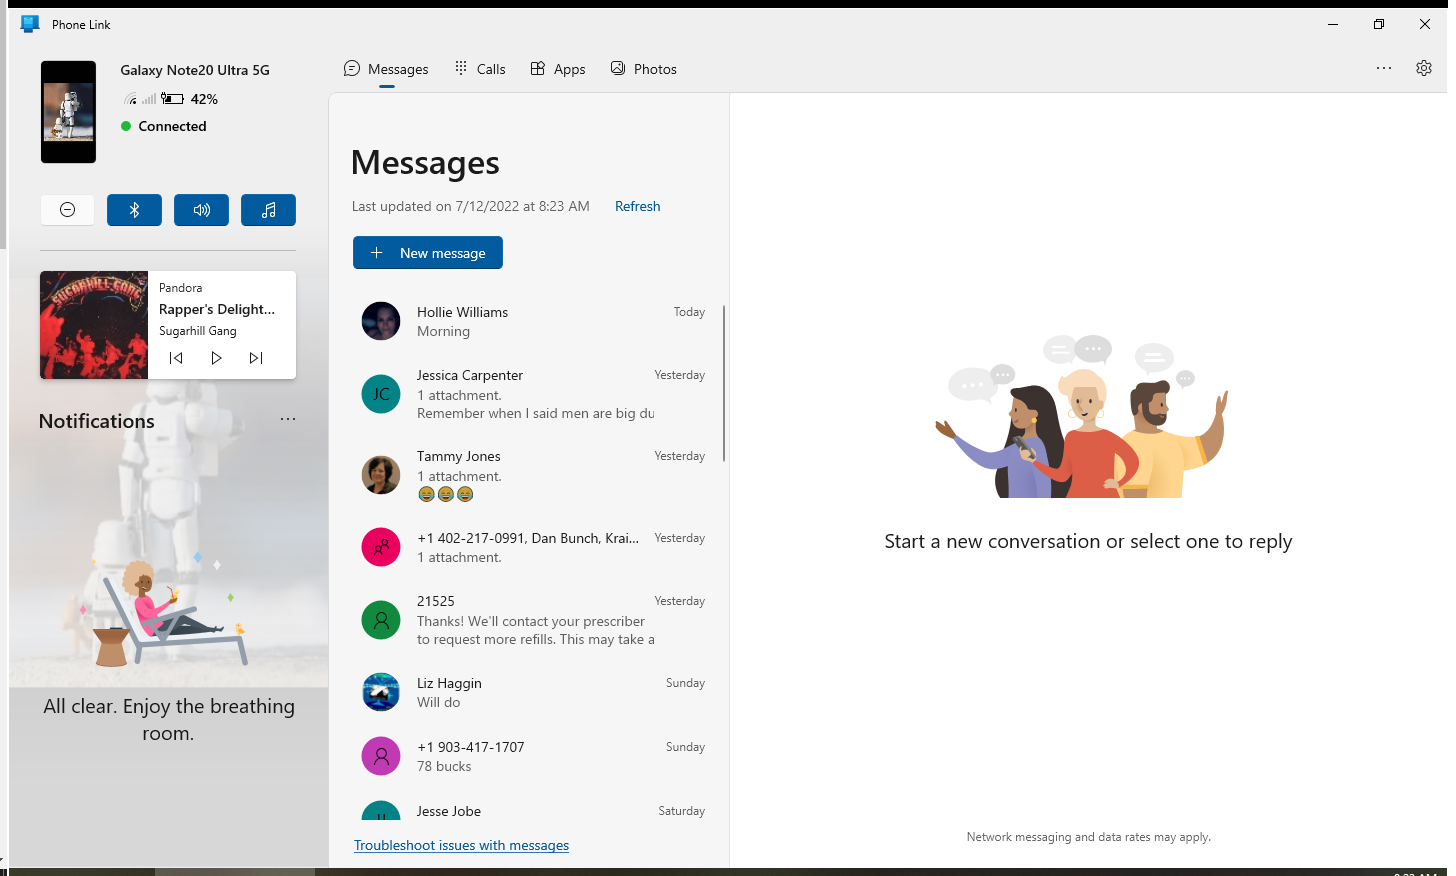 Phone Link
Galaxy Note20 Ultra 5G
42%
Connected
Messages
Calls
Apps
Photos
Pandora
Rapper's Delight...
Sugarhill Gang
SUGARHILL GANG
Notifications
All clear. Enjoy the breathing
room.
Messages
Last updated on 7/12/2022 at 8:23 AM
Refresh
New message
Hollie Williams
Today
Morning
JC
Jessica Carpenter
Yesterday
1 attachment.
Remember when I said men are big du
Tammy Jones
Yesterday
1 attachment.
😂😂😂
+1 402-217-0991, Dan Bunch, Krai...
Yesterday
1 attachment.
21525
Yesterday
Thanks! We'll contact your prescriber
to request more refills. This may take a
Liz Haggin
Sunday
Will do
+1 903-417-1707
Sunday
78 bucks
Jesse Jobe
Saturday
Troubleshoot issues with messages
Start a new conversation or select one to reply
Network messaging and data rates may apply.